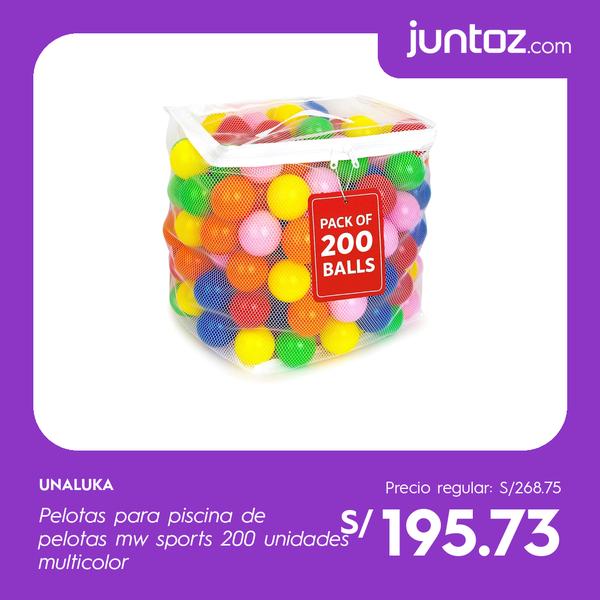 juntoz.com
PACK OF
200
BALLS
UNALUKA
Pelotas para piscina de
pelotas mw sports 200 unidades
multicolor
Precio regular: S/268.75
S/195.73